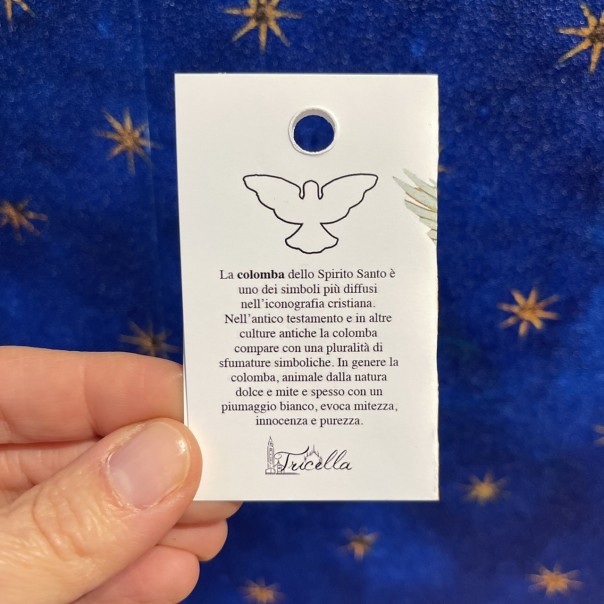 La colomba dello Spirito Santo è
uno dei simboli più diffusi
nell'iconografia cristiana.
Nell'antico testamento e in altre
culture antiche la colomba
compare con una pluralità di
sfumature simboliche. In genere la
colomba, animale dalla natura
dolce e mite e spesso con un
piumaggio bianco, evoca mitezza,
innocenza e purezza.
Tricella